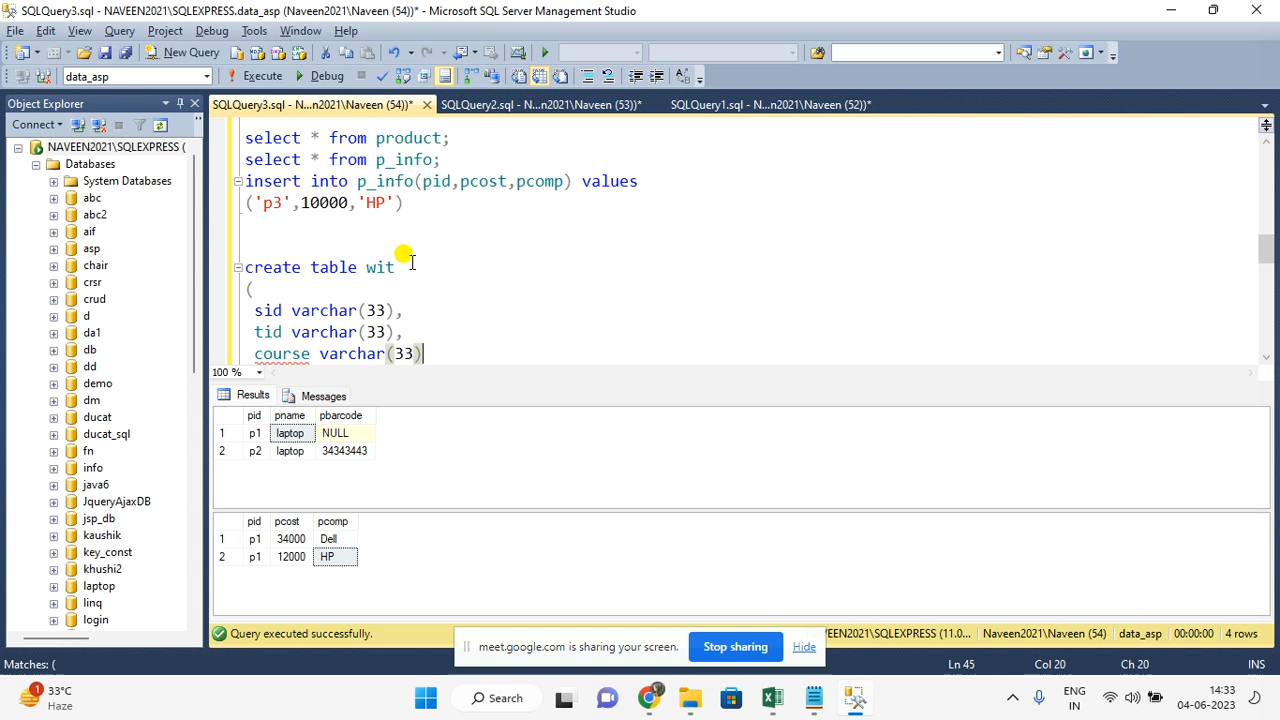 SQLQuery3.sql - NAVEEN2021\SQLEXPRESS.data_asp (Naveen2021\Naveen (54))* - Microsoft SQL Server Management Studio
File Edit View Query Project Debug Tools Window Help
New Query
data_asp Execute Debug
Object Explorer
SQLQuery3.sql - N...n2021\Naveen (54))* SQLQuery2.sql - N...n2021\Naveen (53))* SQLQuery1.sql - N...n2021\Naveen (52))*
Connect
NAVEEN2021\SQLEXPRESS (
Databases
System Databases
abc
abc2
aif
asp
chair
crsr
crud
d
da1
db
dd
demo
dm
ducat
ducat_sql
fn
info
java6
JqueryAjaxDB
jsp_db
kaushik
key_const
khushi2
laptop
linq
login
select * from product;
select * from p_info;
insert into p_info(pid,pcost,pcomp) values
('p3',10000,'HP')
create table wit
(
sid varchar(33),
tid varchar(33),
course varchar(33)
100 %
Results Messages
pid pname pbarcode
1 p1 laptop NULL
2 p2 laptop 34343443
pid pcost pcomp
1 p1 34000 Dell
2 p1 12000 HP
Query executed successfully. EEN2021\SQLEXPRESS (11.0... Naveen2021\Naveen (54) data_asp 00:00:00 4 rows
meet.google.com is sharing your screen. Stop sharing Hide
Matches: ( Ln 45 Col 20 Ch 20 INS
1 33°C
Haze
Search
ENG
IN
14:33
04-06-2023